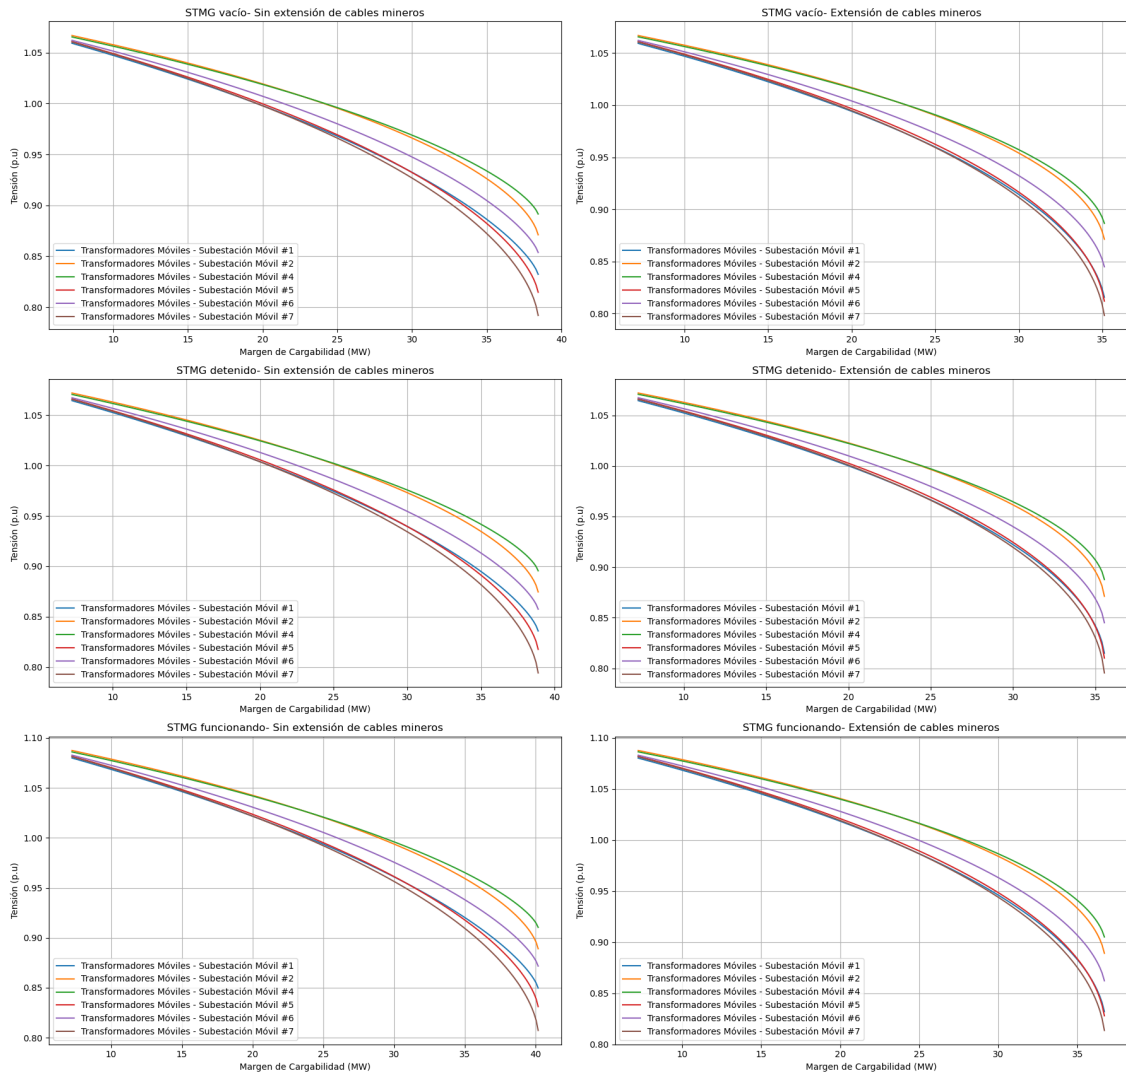 STMG vacío- Sin extensión de cables mineros
Tensión (p.u)
1.05
1.00
0.95
0.90
0.85
0.80
Transformadores Móviles - Subestación Móvil #1
Transformadores Móviles - Subestación Móvil #2
Transformadores Móviles - Subestación Móvil #4
Transformadores Móviles - Subestación Móvil #5
Transformadores Móviles - Subestación Móvil #6
Transformadores Móviles - Subestación Móvil #7
10 15 20 25 30 35 40
Margen de Cargabilidad (MW)
STMG vacío- Extensión de cables mineros
Tensión (p.u)
1.05
1.00
0.95
0.90
0.85
0.80
Transformadores Móviles - Subestación Móvil #1
Transformadores Móviles - Subestación Móvil #2
Transformadores Móviles - Subestación Móvil #4
Transformadores Móviles - Subestación Móvil #5
Transformadores Móviles - Subestación Móvil #6
Transformadores Móviles - Subestación Móvil #7
10 15 20 25 30 35
Margen de Cargabilidad (MW)
STMG detenido- Sin extensión de cables mineros
Tensión (p.u)
1.05
1.00
0.95
0.90
0.85
0.80
Transformadores Móviles - Subestación Móvil #1
Transformadores Móviles - Subestación Móvil #2
Transformadores Móviles - Subestación Móvil #4
Transformadores Móviles - Subestación Móvil #5
Transformadores Móviles - Subestación Móvil #6
Transformadores Móviles - Subestación Móvil #7
10 15 20 25 30 35 40
Margen de Cargabilidad (MW)
STMG detenido- Extensión de cables mineros
Tensión (p.u)
1.05
1.00
0.95
0.90
0.85
0.80
Transformadores Móviles - Subestación Móvil #1
Transformadores Móviles - Subestación Móvil #2
Transformadores Móviles - Subestación Móvil #4
Transformadores Móviles - Subestación Móvil #5
Transformadores Móviles - Subestación Móvil #6
Transformadores Móviles - Subestación Móvil #7
10 15 20 25 30 35
Margen de Cargabilidad (MW)
STMG funcionando- Sin extensión de cables mineros
Tensión (p.u)
1.10
1.05
1.00
0.95
0.90
0.85
0.80
Transformadores Móviles - Subestación Móvil #1
Transformadores Móviles - Subestación Móvil #2
Transformadores Móviles - Subestación Móvil #4
Transformadores Móviles - Subestación Móvil #5
Transformadores Móviles - Subestación Móvil #6
Transformadores Móviles - Subestación Móvil #7
10 15 20 25 30 35 40
Margen de Cargabilidad (MW)
STMG funcionando- Extensión de cables mineros
Tensión (p.u)
1.10
1.05
1.00
0.95
0.90
0.85
0.80
Transformadores Móviles - Subestación Móvil #1
Transformadores Móviles - Subestación Móvil #2
Transformadores Móviles - Subestación Móvil #4
Transformadores Móviles - Subestación Móvil #5
Transformadores Móviles - Subestación Móvil #6
Transformadores Móviles - Subestación Móvil #7
10 15 20 25 30 35
Margen de Cargabilidad (MW)